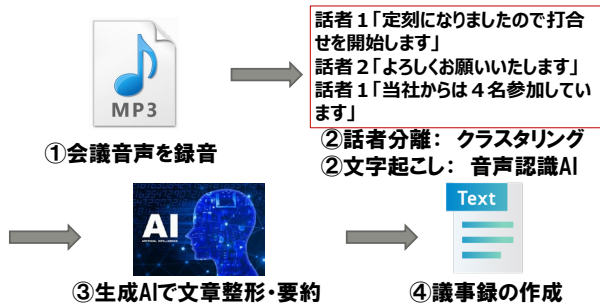 MP3
①会議音声を録音
話者１「定刻になりましたので打合
せを開始します」
話者２「よろしくお願いいたします」
話者１「当社からは４名参加してい
ます」
②話者分離： クラスタリング
②文字起こし： 音声認識AI
AI
ARTIFICIAL INTELLIGENCE
③生成AIで文章整形・要約
Text
④議事録の作成